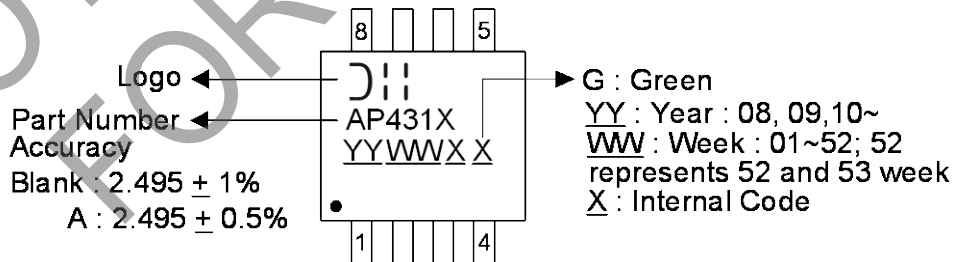 8 5
Logo
Part Number
Accuracy
Blank : 2.495 ± 1%
A : 2.495 ± 0.5%
AP431X
YYWWX X
1 4
G : Green
YY : Year : 08, 09,10~
WW : Week : 01~52; 52
represents 52 and 53 week
X : Internal Code
FOR